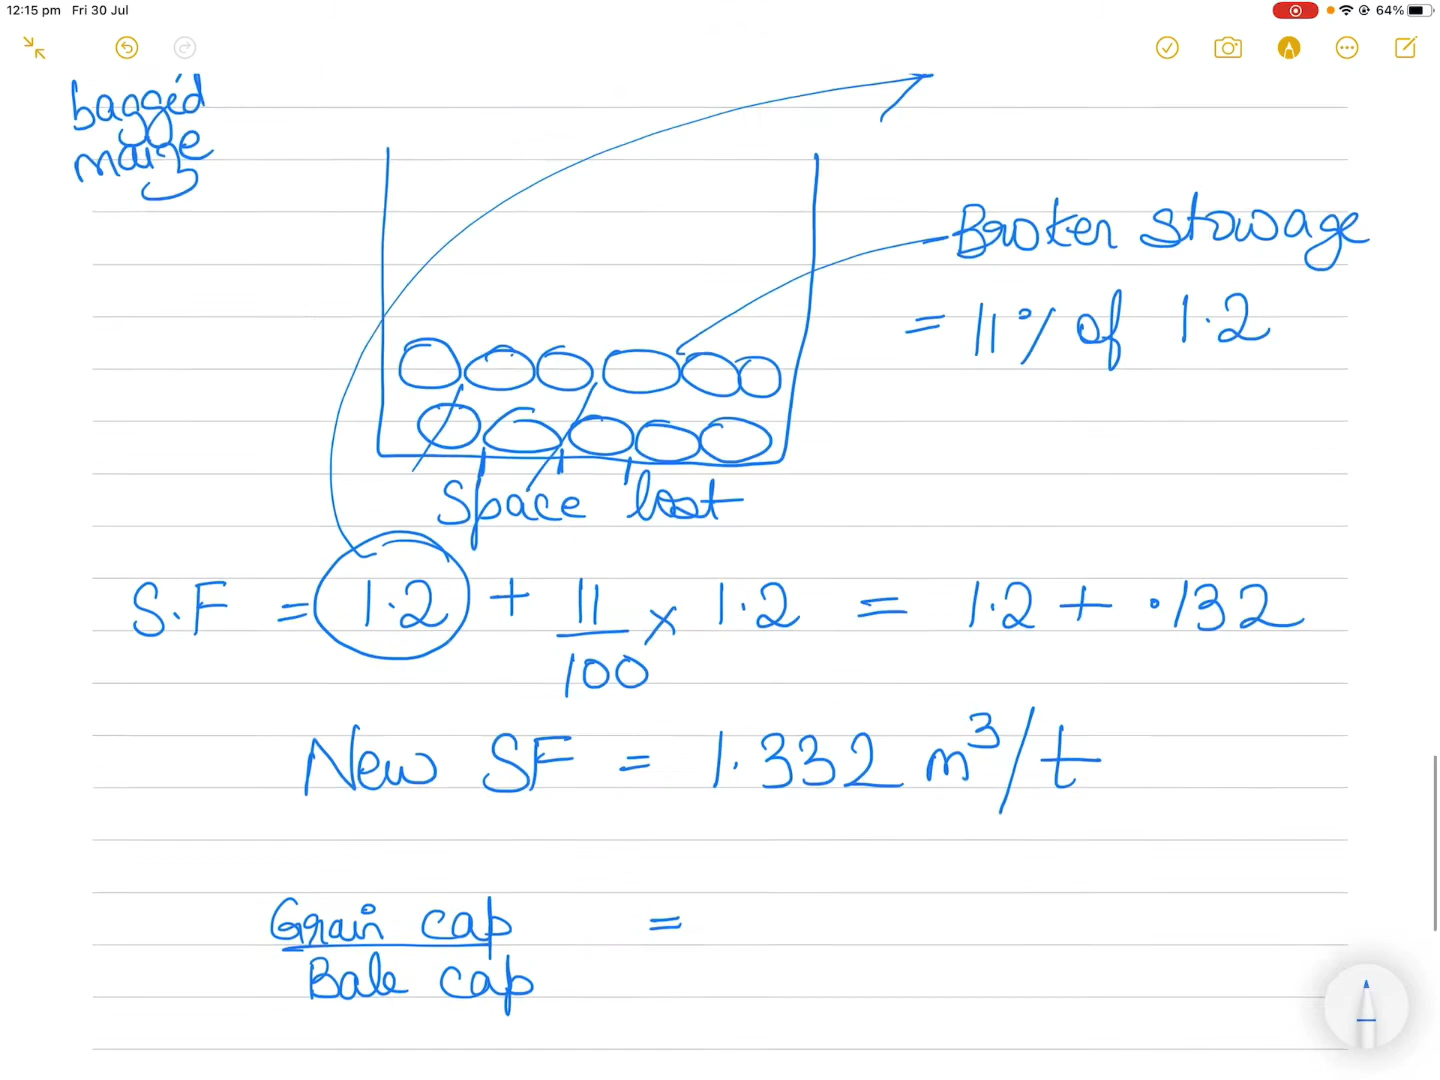 12:15 pm Fri 30 Jul
64%
bagged
maize
Broken stowage
= 11% of 1.2
Space lost
S.F = 1.2 + 11/100 x 1.2 = 1.2 + .132
New SF = 1.332 m³/t
Grain cap =
Bale cap